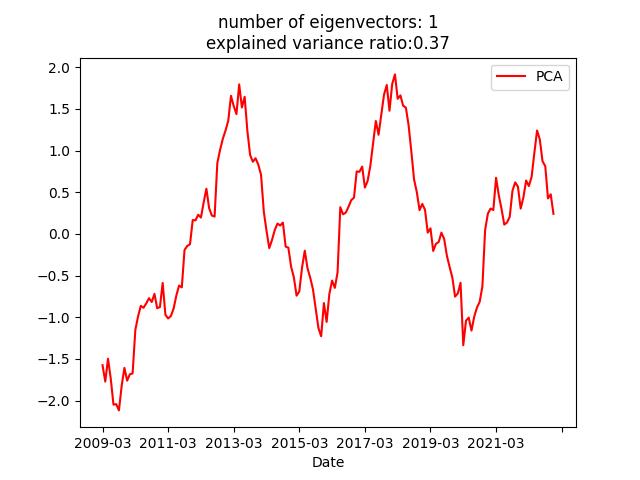 number of eigenvectors: 1
explained variance ratio:0.37
PCA
2.0
1.5
1.0
0.5
0.0
−0.5
−1.0
−1.5
−2.0
2009-03 2011-03 2013-03 2015-03 2017-03 2019-03 2021-03
Date